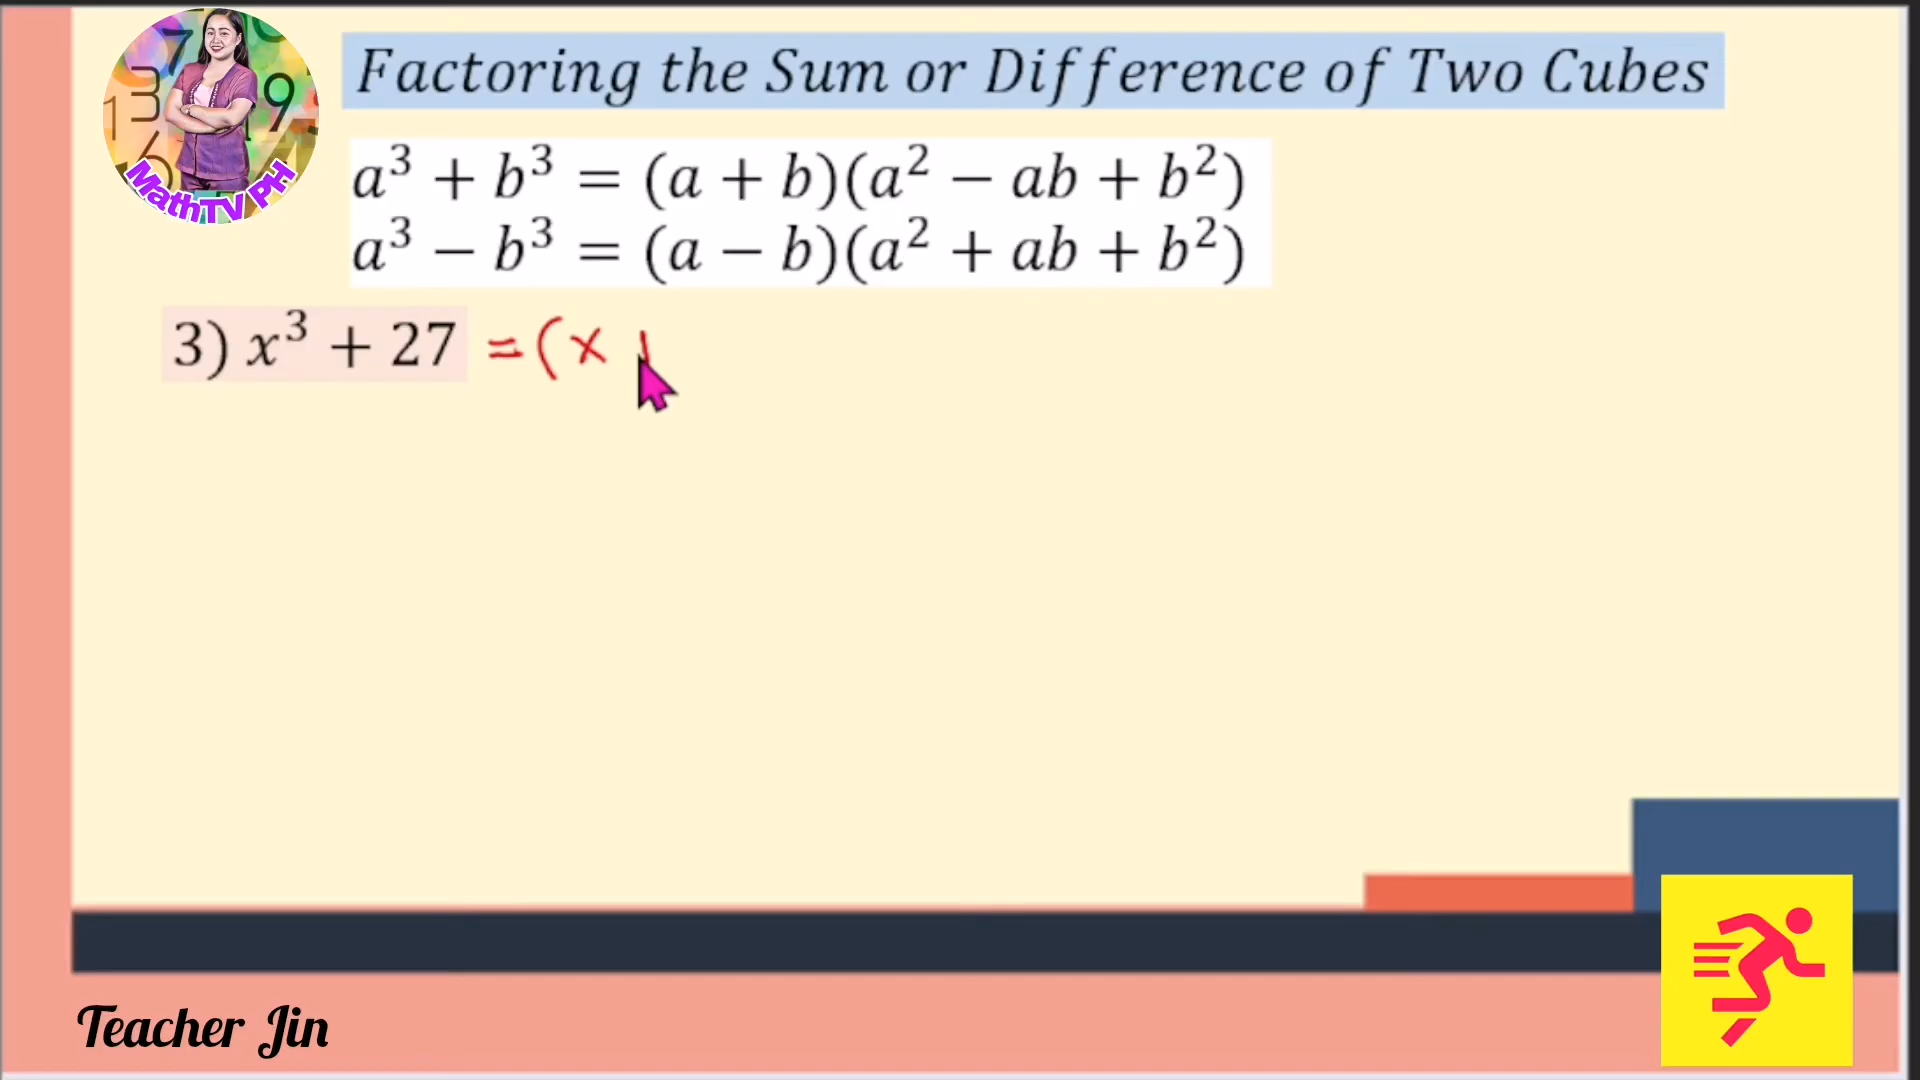 MathTV PH
Factoring the Sum or Difference of Two Cubes
a³ + b³ = (a + b)(a² − ab + b²)
a³ − b³ = (a − b)(a² + ab + b²)
3) x³ + 27 = (x
Teacher Jin